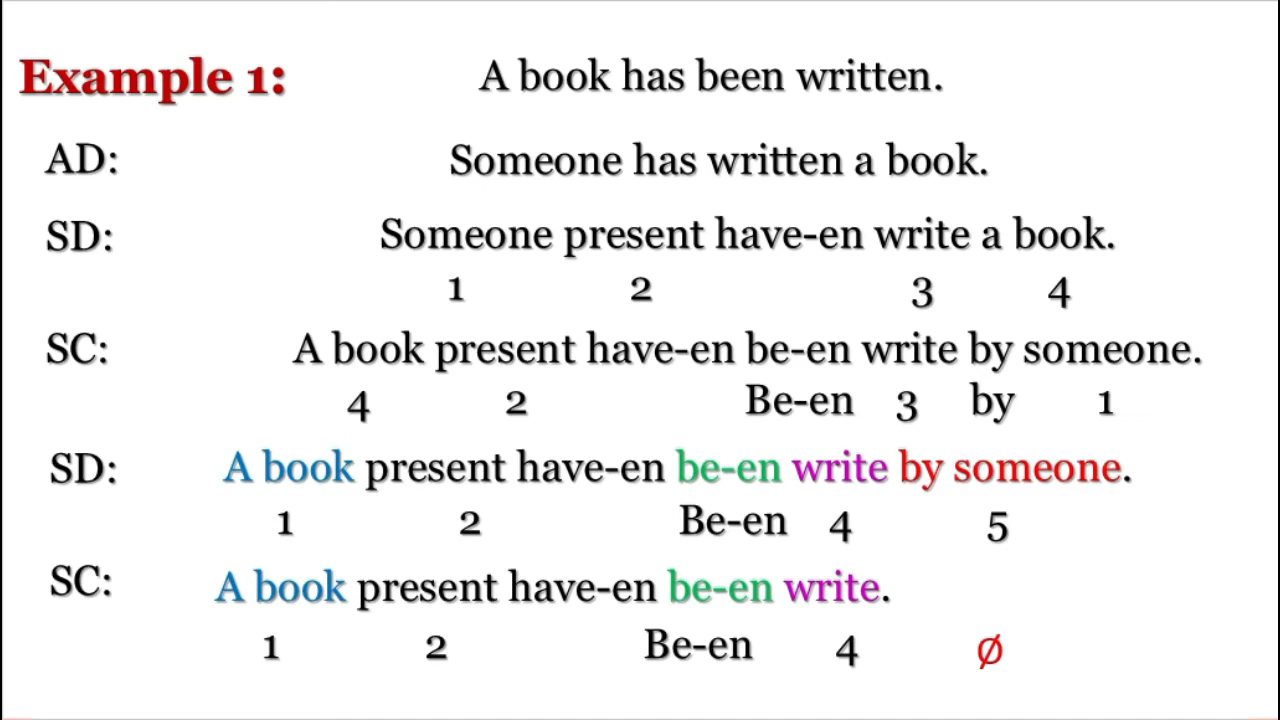 Example 1: A book has been written.
AD: Someone has written a book.
SD: Someone present have-en write a book.
1 2 3 4
SC: A book present have-en be-en write by someone.
4 2 Be-en 3 by 1
SD: A book present have-en be-en write by someone.
1 2 Be-en 4 5
SC: A book present have-en be-en write.
1 2 Be-en 4 Ø